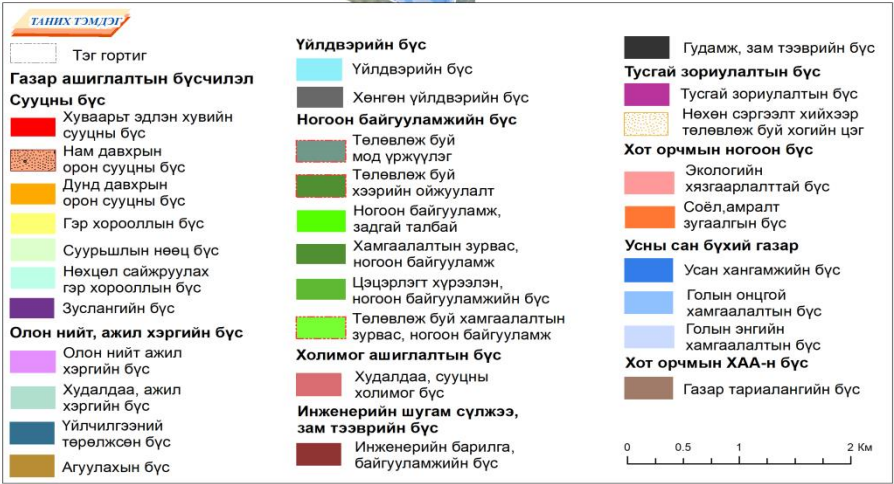 ТАНИХ ТЭМДЭГ
Тэг гортиг
Газар ашиглалтын бүсчилэл
Сууцны бүс
Хуваарьт эдлэн хувийн
сууцны бүс
Нам давхрын
орон сууцны бүс
Дунд давхрын
орон сууцны бүс
Гэр хорооллын бүс
Суурьшлын нөөц бүс
Нөхцөл сайжруулах
гэр хорооллын бүс
Зуслангийн бүс
Олон нийт, ажил хэргийн бүс
Олон нийт ажил
хэргийн бүс
Худалдаа, ажил
хэргийн бүс
Үйлчилгээний
төрөлжсөн бүс
Агуулахын бүс
Үйлдвэрийн бүс
Үйлдвэрийн бүс
Хөнгөн үйлдвэрийн бүс
Ногоон байгууламжийн бүс
Төлөвлөж буй
мод үржүүлэг
Төлөвлөж буй
хээрийн ойжуулалт
Ногоон байгууламж,
задгай талбай
Хамгаалалтын зурвас,
ногоон байгууламж
Цэцэрлэгт хүрээлэн,
ногоон байгууламжийн бүс
Төлөвлөж буй хамгаалалтын
зурвас, ногоон байгууламж
Холимог ашиглалтын бүс
Худалдаа, сууцны
холимог бүс
Инженерийн шугам сүлжээ,
зам тээврийн бүс
Инженерийн барилга,
байгууламжийн бүс
Гудамж, зам тээврийн бүс
Тусгай зориулалтын бүс
Тусгай зориулалтын бүс
Нөхөн сэргээлт хийхээр
төлөвлөж буй хогийн цэг
Хот орчмын ногоон бүс
Экологийн
хязгаарлалттай бүс
Соёл,амралт
зугаалгын бүс
Усны сан бүхий газар
Усан хангамжийн бүс
Голын онцгой
хамгаалалтын бүс
Голын энгийн
хамгаалалтын бүс
Хот орчмын ХАА-н бүс
Газар тариалангийн бүс
0 0.5 1 2 Км